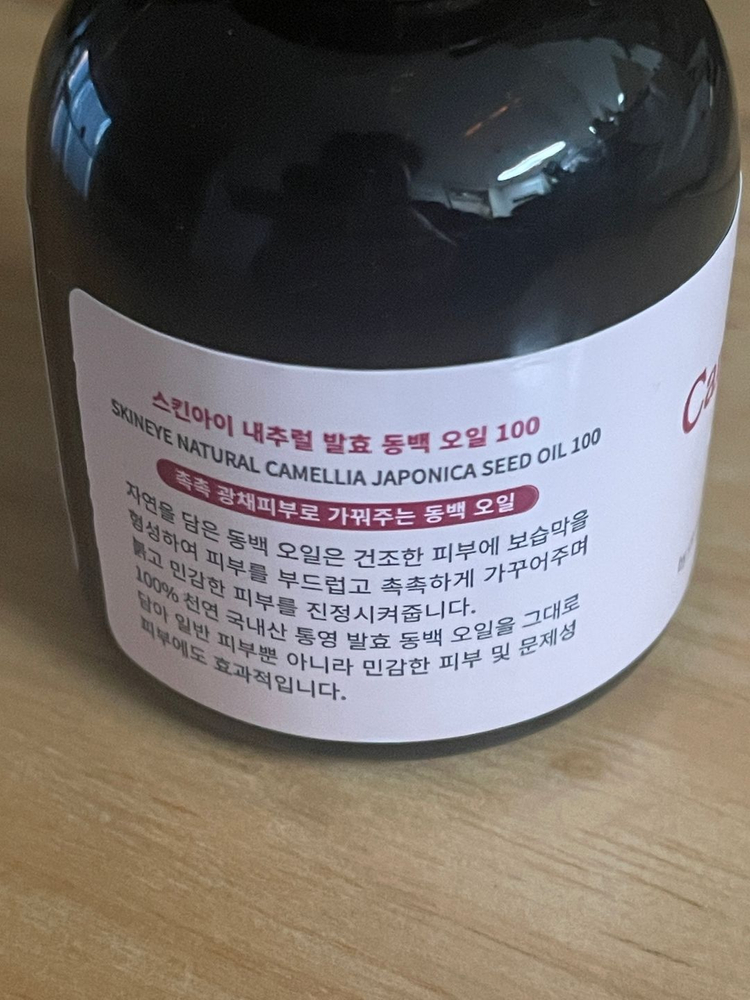 스킨아이 내추럴 발효 동백 오일 100
SKINEYE NATURAL CAMELLIA JAPONICA SEED OIL 100
촉촉 광채피부로 가꿔주는 동백 오일
자연을 담은 동백 오일은 건조한 피부에 보습막을
형성하여 피부를 부드럽고 촉촉하게 가꾸어주며
붉고 민감한 피부를 진정시켜줍니다.
100% 천연 국내산 통영 발효 동백 오일을 그대로
담아 일반 피부뿐 아니라 민감한 피부 및 문제성
피부에도 효과적입니다.